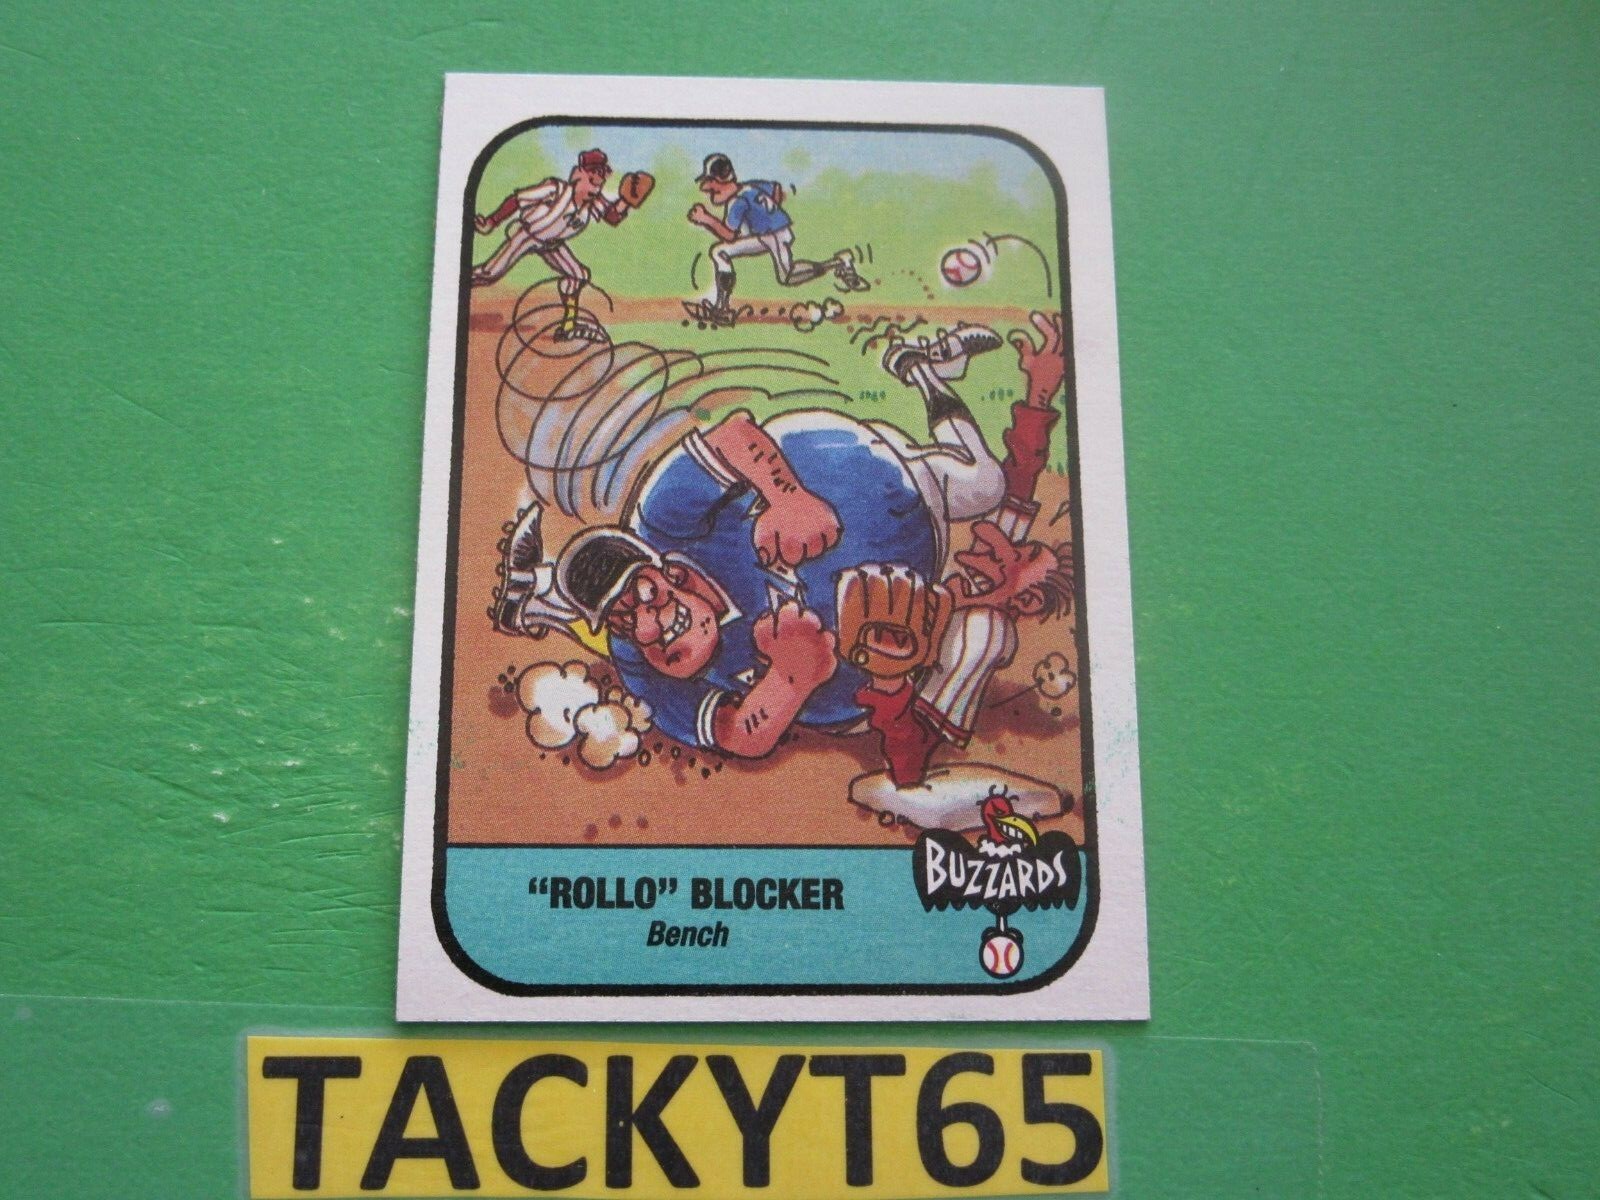 "ROLLO" BLOCKER
Bench
BUZZARDS
TACKYT65